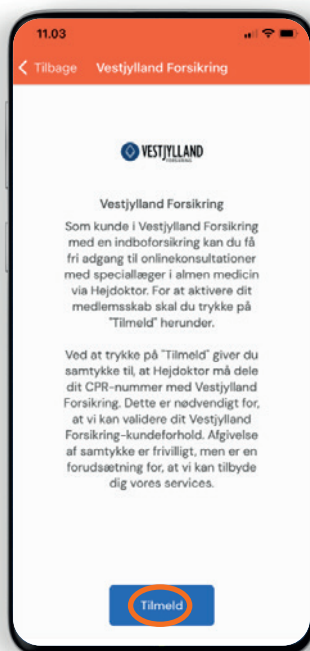 11.03
Tilbage Vestjylland Forsikring
VESTJYLLAND
FORSIKRING
Vestjylland Forsikring
Som kunde i Vestjylland Forsikring
med en indboforsikring kan du få
fri adgang til onlinekonsultationer
med speciallæger i almen medicin
via Hejdoktor. For at aktivere dit
medlemsskab skal du trykke på
"Tilmeld" herunder.
Ved at trykke på "Tilmeld" giver du
samtykke til, at Hejdoktor må dele
dit CPR-nummer med Vestjylland
Forsikring. Dette er nødvendigt for,
at vi kan validere dit Vestjylland
Forsikring-kundeforhold. Afgivelse
af samtykke er frivilligt, men er en
forudsætning for, at vi kan tilbyde
dig vores services.
Tilmeld